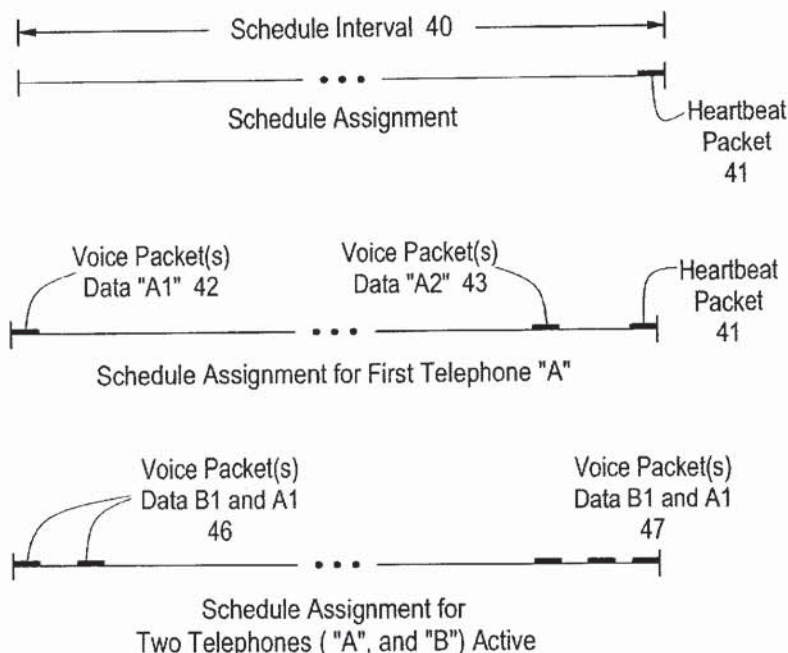 Schedule Interval 40
Schedule Assignment
Heartbeat
Packet
41
Voice Packet(s)
Data "A1" 42
Voice Packet(s)
Data "A2" 43
Heartbeat
Packet
41
Schedule Assignment for First Telephone "A"
Voice Packet(s)
Data B1 and A1
46
Voice Packet(s)
Data B1 and A1
47
Schedule Assignment for
Two Telephones ( "A", and "B") Active